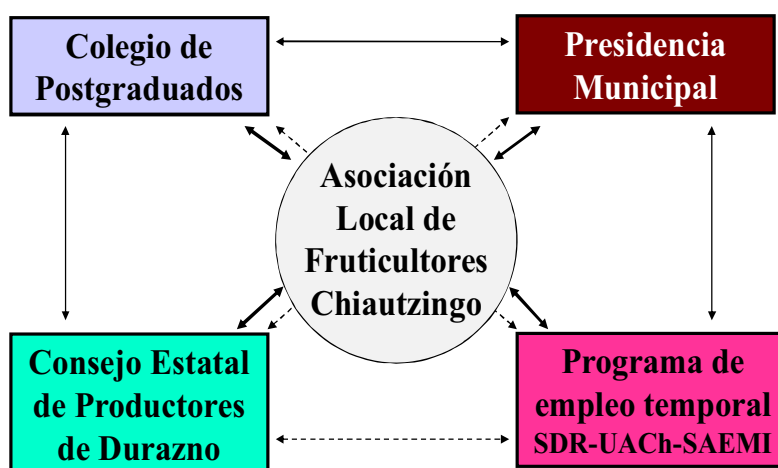 Colegio de
Postgraduados
Presidencia
Municipal
Asociación
Local de
Fruticultores
Chiautzingo
Consejo Estatal
de Productores
de Durazno
Programa de
empleo temporal
SDR-UACh-SAEMI